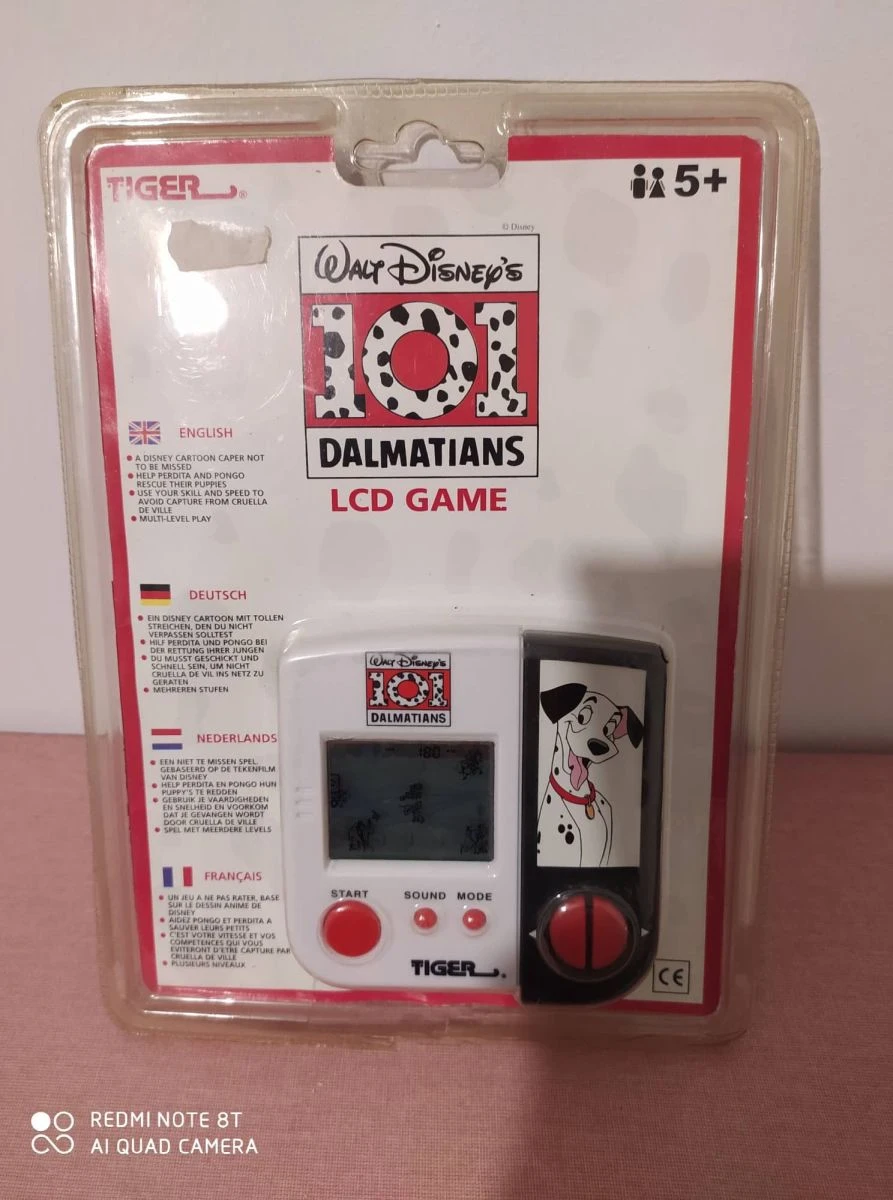 TIGER®
5+
© Disney
WALT DISNEY'S
101
DALMATIANS
LCD GAME
ENGLISH
• A DISNEY CARTOON CAPER NOT
TO BE MISSED
• HELP PERDITA AND PONGO
RESCUE THEIR PUPPIES
• USE YOUR SKILL AND SPEED TO
AVOID CAPTURE FROM CRUELLA
DE VILLE
• MULTI-LEVEL PLAY
DEUTSCH
• EIN DISNEY CARTOON MIT TOLLEN
STREICHEN, DEN DU NICHT
VERPASSEN SOLLTEST
• HILF PERDITA UND PONGO BEI
DER RETTUNG IHRER JUNGEN
• DU MUSST GESCHICKT UND
SCHNELL SEIN, UM NICHT
CRUELLA DE VIL INS NETZ ZU
GERATEN
• MEHREREN STUFEN
NEDERLANDS
• EEN NIET TE MISSEN SPEL,
GEBASEERD OP DE TEKENFILM
VAN DISNEY
• HELP PERDITA EN PONGO HUN
PUPPY'S TE REDDEN
• GEBRUIK JE VAARDIGHEDEN
EN SNELHEID EN VOORKOM
DAT JE GEVANGEN WORDT
DOOR CRUELLA DE VILLE
• SPEL MET MEERDERE LEVELS
FRANÇAIS
• UN JEU A NE PAS RATER, BASE
SUR LE DESSIN ANIME DE
DISNEY
• AIDEZ PONGO ET PERDITA A
SAUVER LEURS PETITS
• C'EST VOTRE VITESSE ET VOS
COMPETENCES QUI VOUS
EVITERONT D'ETRE CAPTURE PAR
CRUELLA DE VILLE
• PLUSIEURS NIVEAUX
WALT DISNEY'S
101
DALMATIANS
180
START
SOUND MODE
TIGER®
CE
REDMI NOTE 8T
AI QUAD CAMERA